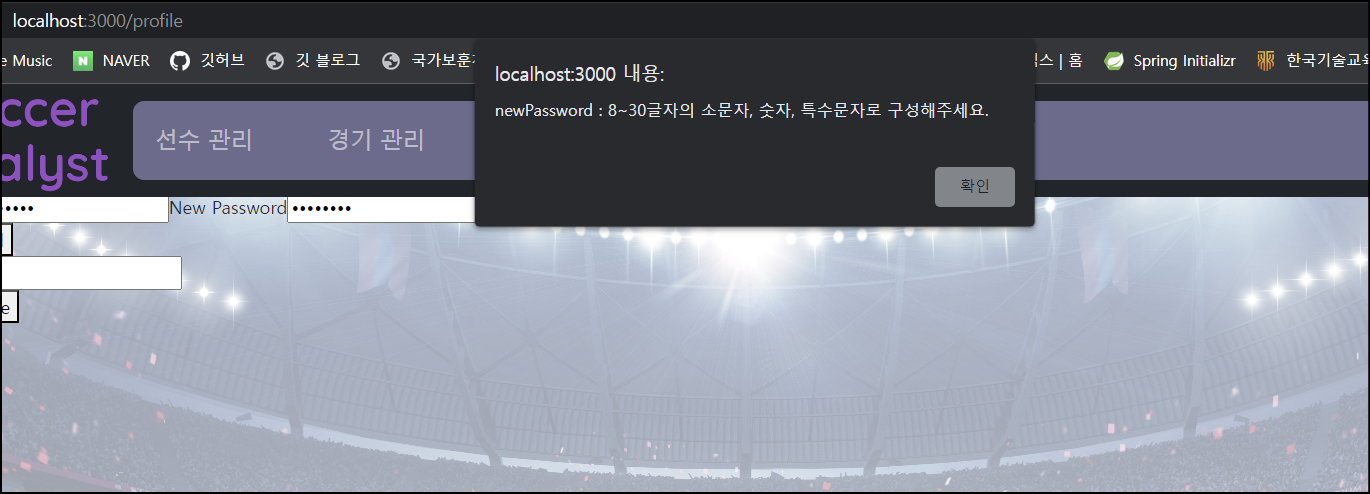 localhost:3000/profile
e Music NAVER 깃허브 깃 블로그 국가보훈 스 | 홈 Spring Initializr 한국기술교육
localhost:3000 내용:
newPassword : 8~30글자의 소문자, 숫자, 특수문자로 구성해주세요.
확인
ccer
alyst
선수 관리 경기 관리
New Password
e